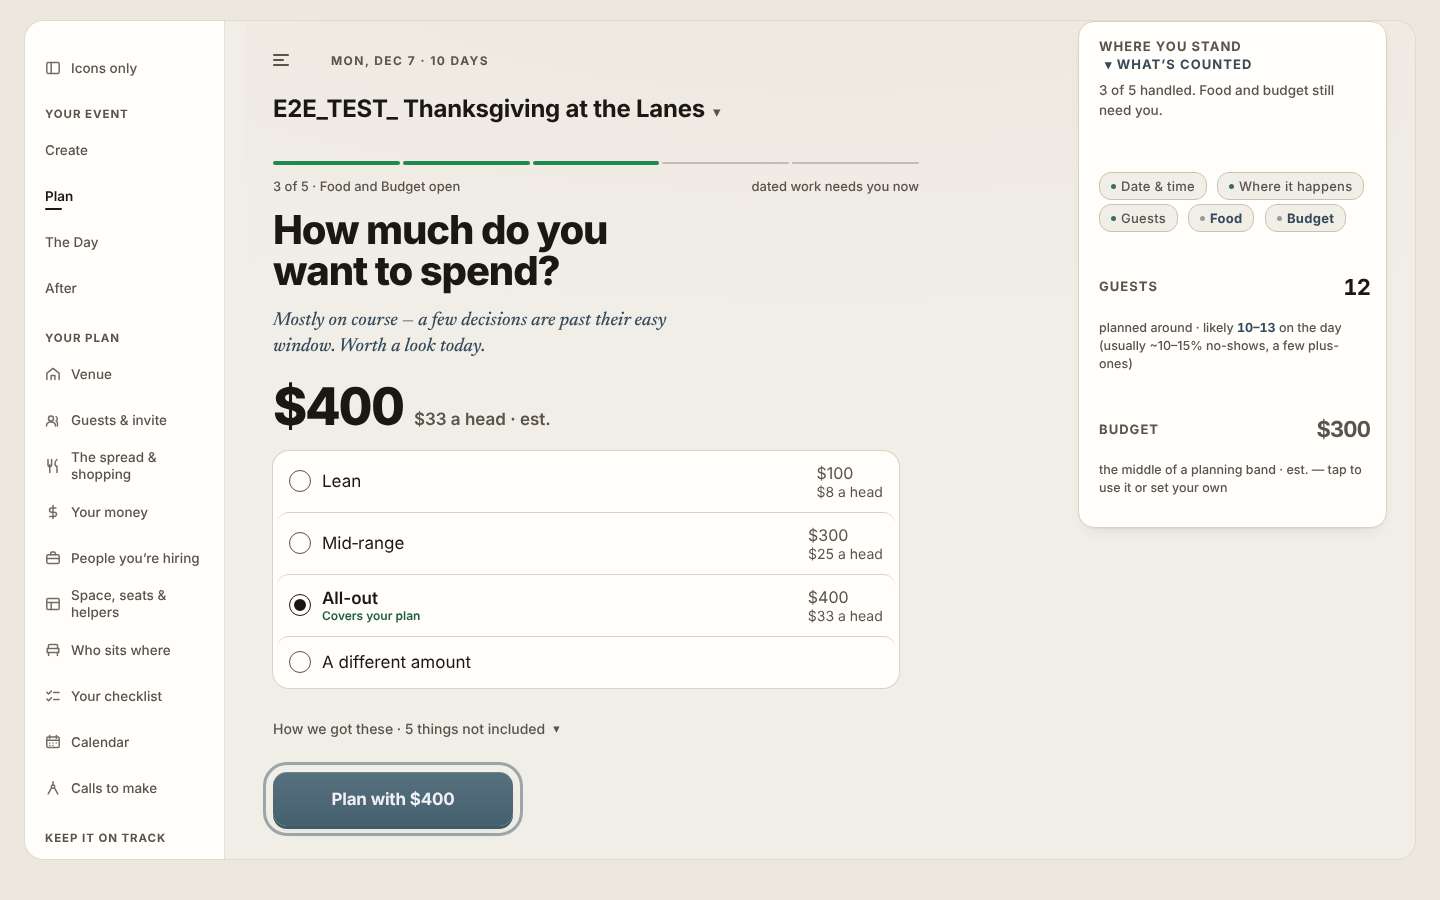 Icons only
YOUR EVENT
Create
Plan
The Day
After
YOUR PLAN
Venue
Guests & invite
The spread &
shopping
Your money
People you’re hiring
Space, seats &
helpers
Who sits where
Your checklist
Calendar
Calls to make
KEEP IT ON TRACK
MON, DEC 7 · 10 DAYS
E2E_TEST_ Thanksgiving at the Lanes ▾
3 of 5 · Food and Budget open
dated work needs you now
How much do you
want to spend?
Mostly on course — a few decisions are past their easy
window. Worth a look today.
$400 $33 a head · est.
Lean
$100
$8 a head
Mid-range
$300
$25 a head
All-out
Covers your plan
$400
$33 a head
A different amount
How we got these · 5 things not included ▾
Plan with $400
WHERE YOU STAND
▾ WHAT’S COUNTED
3 of 5 handled. Food and budget still
need you.
• Date & time • Where it happens
• Guests • Food • Budget
GUESTS 12
planned around · likely 10–13 on the day
(usually ~10–15% no-shows, a few plus-
ones)
BUDGET $300
the middle of a planning band · est. — tap to
use it or set your own